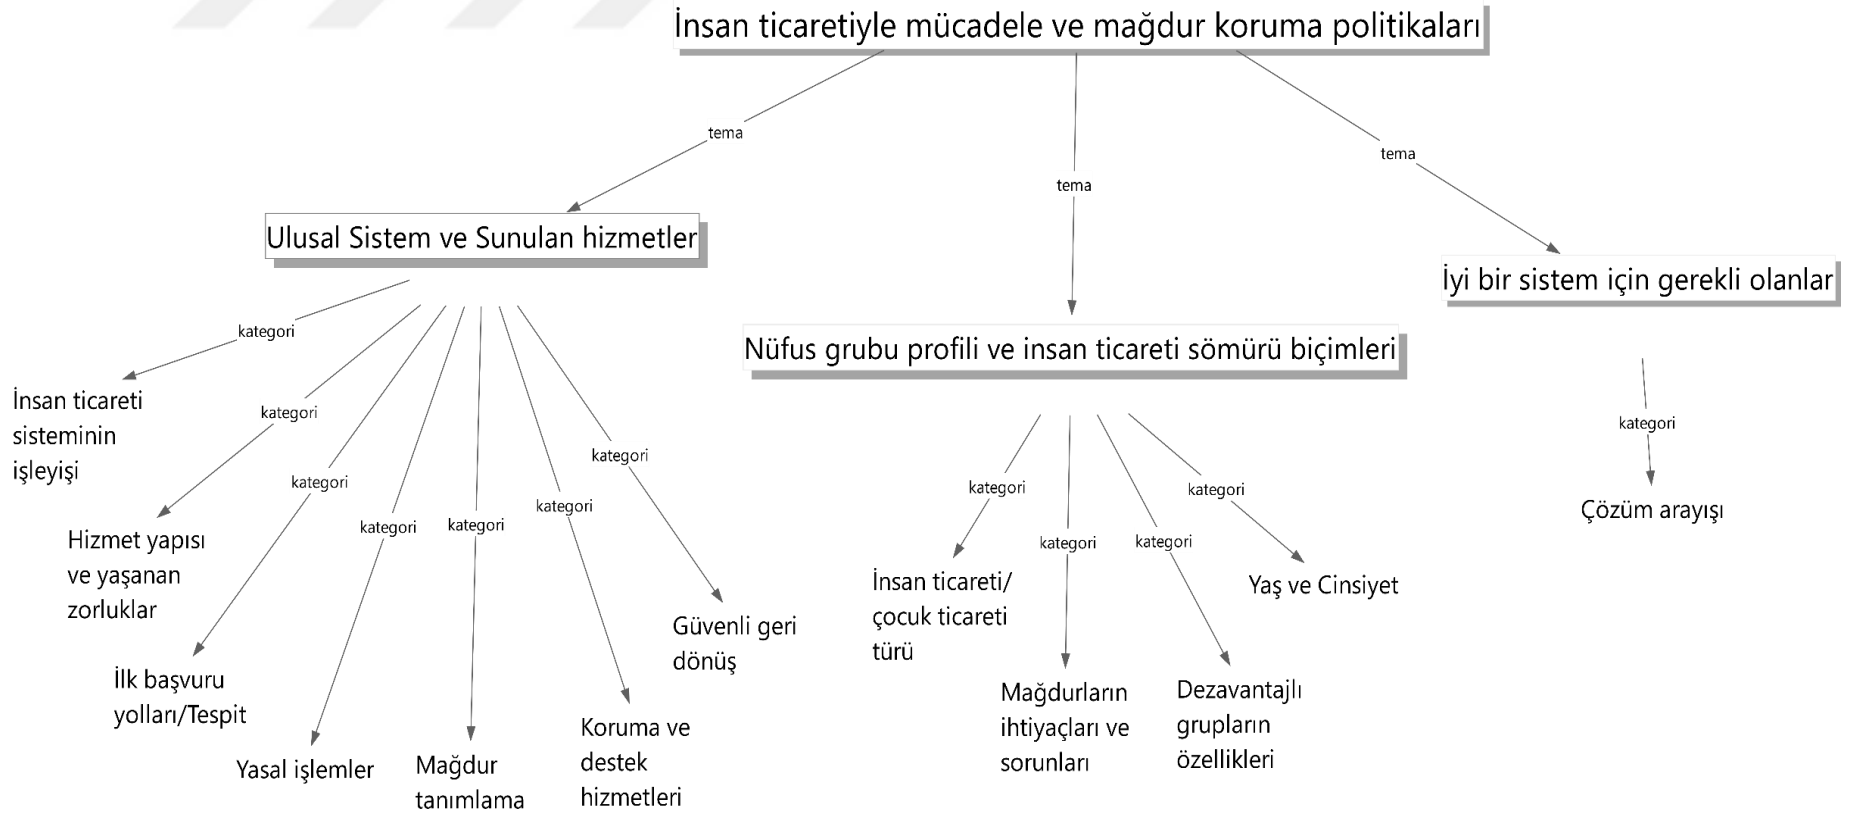 İnsan ticaretiyle mücadele ve mağdur koruma politikaları
tema
tema
tema
Ulusal Sistem ve Sunulan hizmetler
Nüfus grubu profili ve insan ticareti sömürü biçimleri
İyi bir sistem için gerekli olanlar
kategori
kategori
kategori
kategori
kategori
kategori
kategori
İnsan ticareti
sisteminin
işleyişi
Hizmet yapısı
ve yaşanan
zorluklar
İlk başvuru
yolları/Tespit
Yasal işlemler
Mağdur
tanımlama
Koruma ve
destek
hizmetleri
Güvenli geri
dönüş
kategori
kategori
kategori
kategori
İnsan ticareti/
çocuk ticareti
türü
Mağdurların
ihtiyaçları ve
sorunları
Dezavantajlı
grupların
özellikleri
Yaş ve Cinsiyet
kategori
Çözüm arayışı